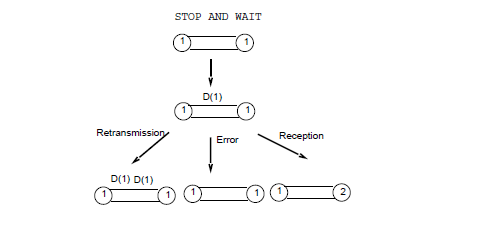 STOP AND WAIT
1 1
D(1)
1 1
Retransmission Error Reception
D(1) D(1)
1 1 1 1 1 2